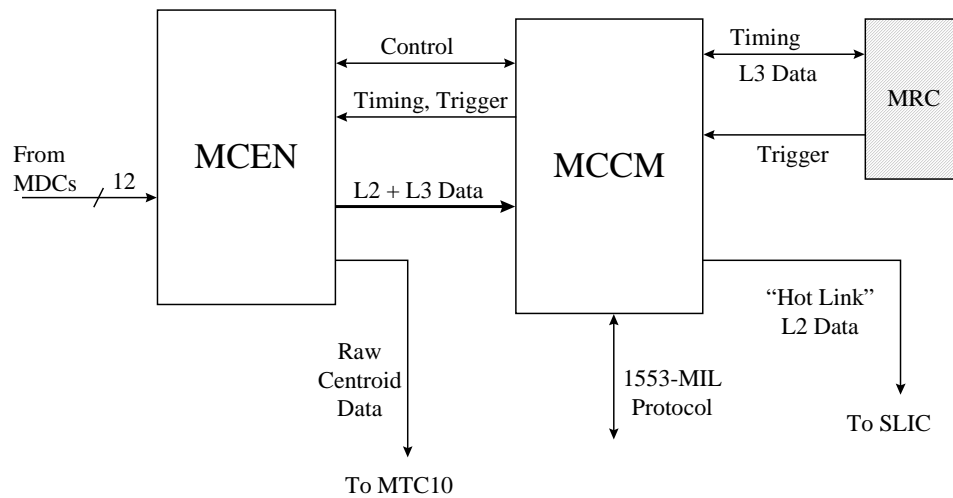 Control
Timing, Trigger
MCEN
L2 + L3 Data
From
MDCs
12
Raw
Centroid
Data
To MTC10
MCCM
1553-MIL
Protocol
Timing
L3 Data
MRC
Trigger
“Hot Link”
L2 Data
To SLIC